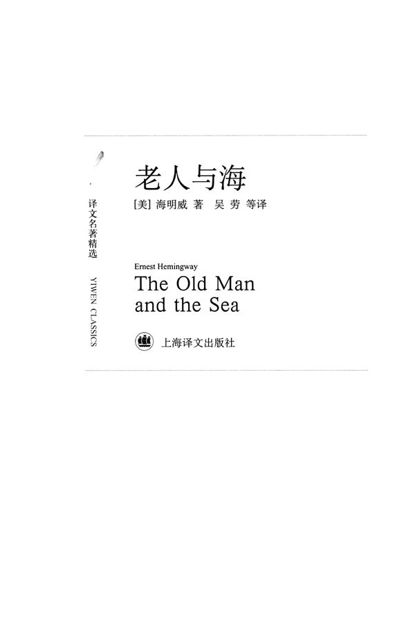 老人与海
[美] 海明威 著 吴 劳 等译
译文名著精选
YIWEN CLASSICS
Ernest Hemingway
The Old Man
and the Sea
上海译文出版社